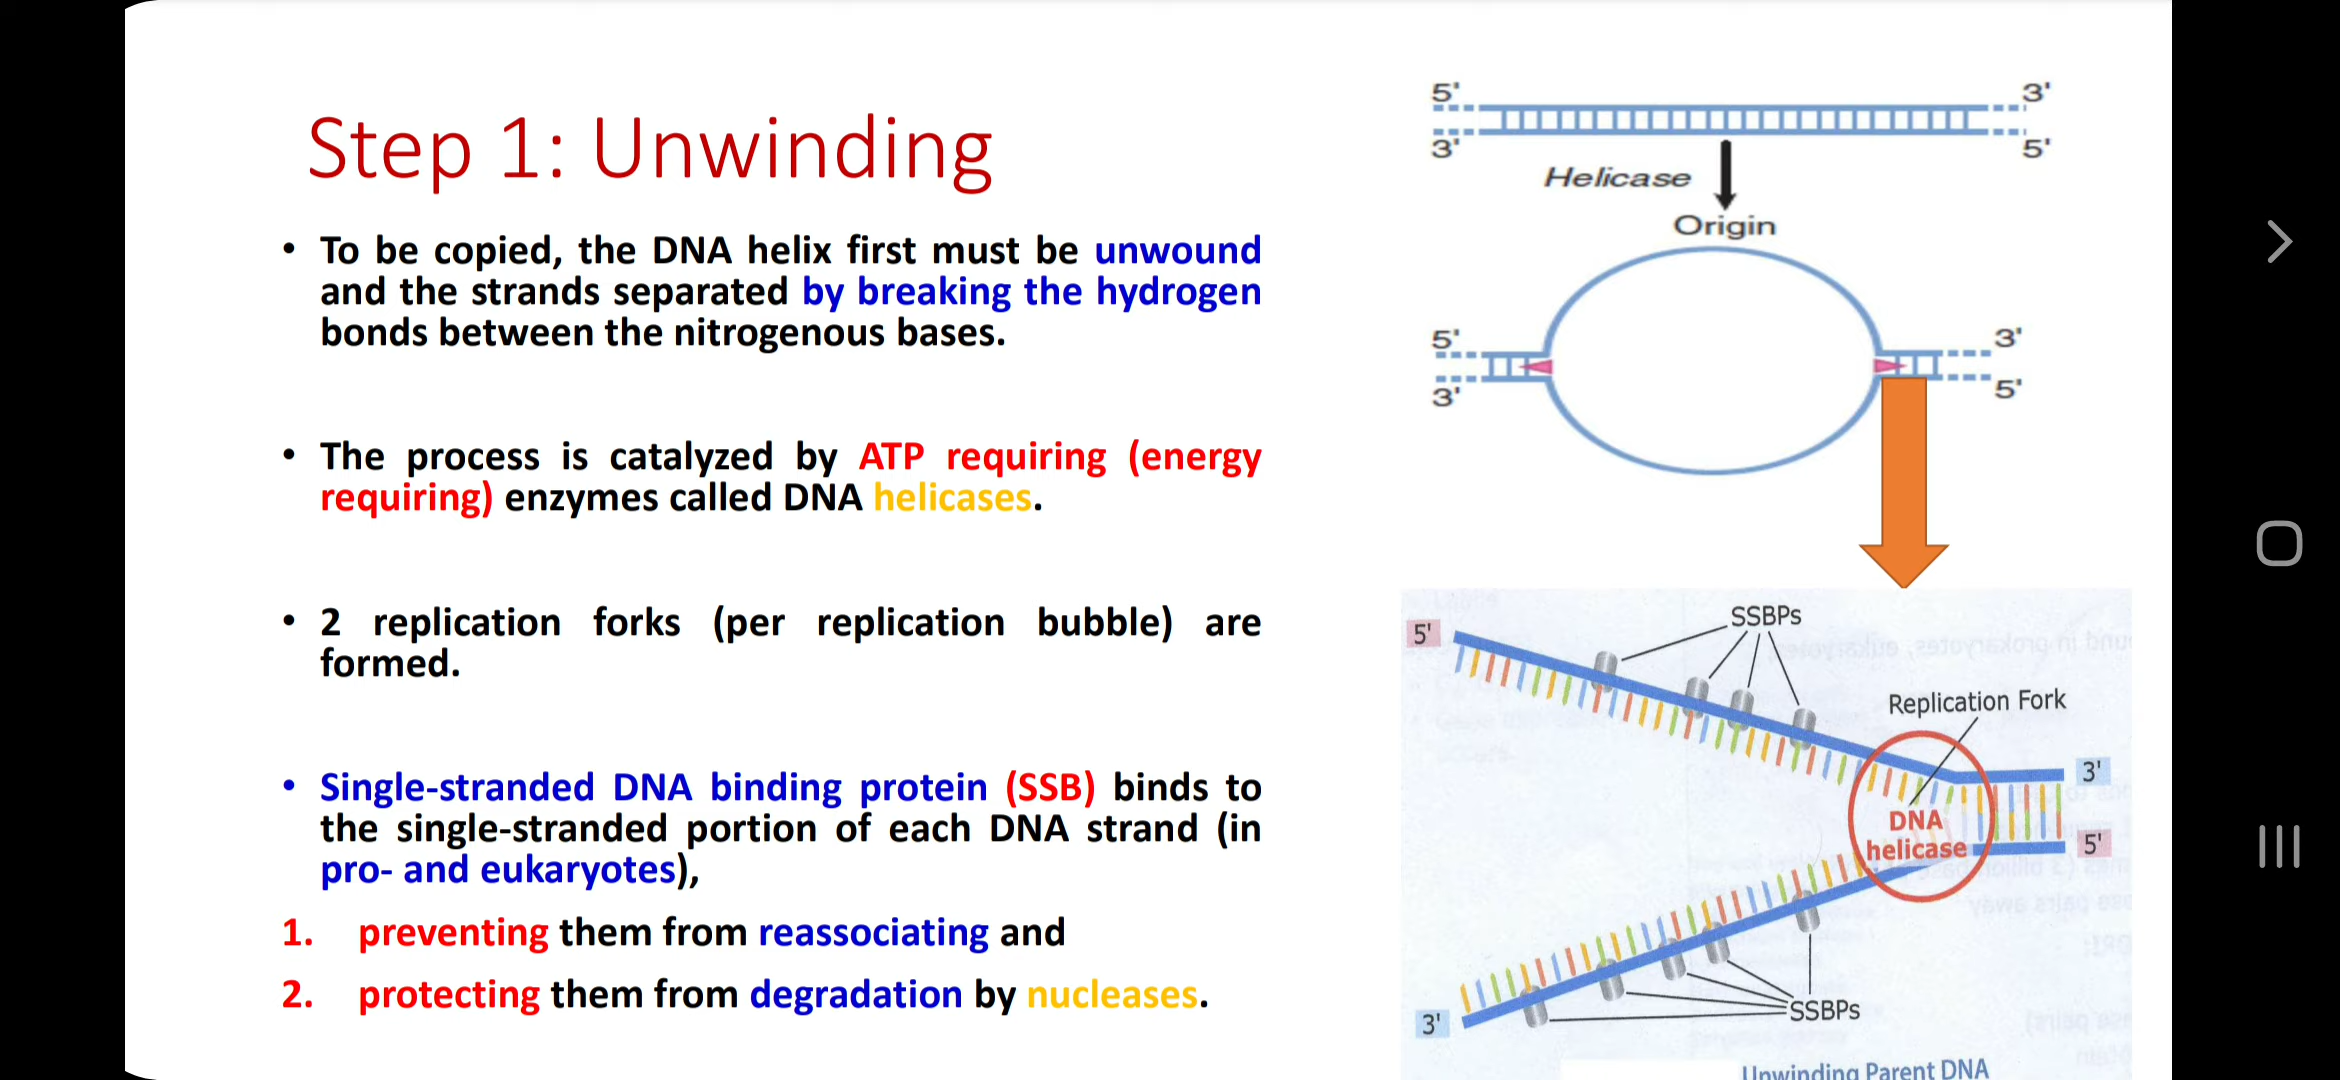 Step 1: Unwinding
• To be copied, the DNA helix first must be unwound
and the strands separated by breaking the hydrogen
bonds between the nitrogenous bases.
• The process is catalyzed by ATP requiring (energy
requiring) enzymes called DNA helicases.
• 2 replication forks (per replication bubble) are
formed.
• Single-stranded DNA binding protein (SSB) binds to
the single-stranded portion of each DNA strand (in
pro- and eukaryotes),
1. preventing them from reassociating and
2. protecting them from degradation by nucleases.
5' 3'
3' 5'
Helicase
Origin
5' 3'
3' 5'
SSBPs
5'
Replication Fork
3'
DNA
helicase
5'
SSBPs
3'
Unwinding Parent DNA